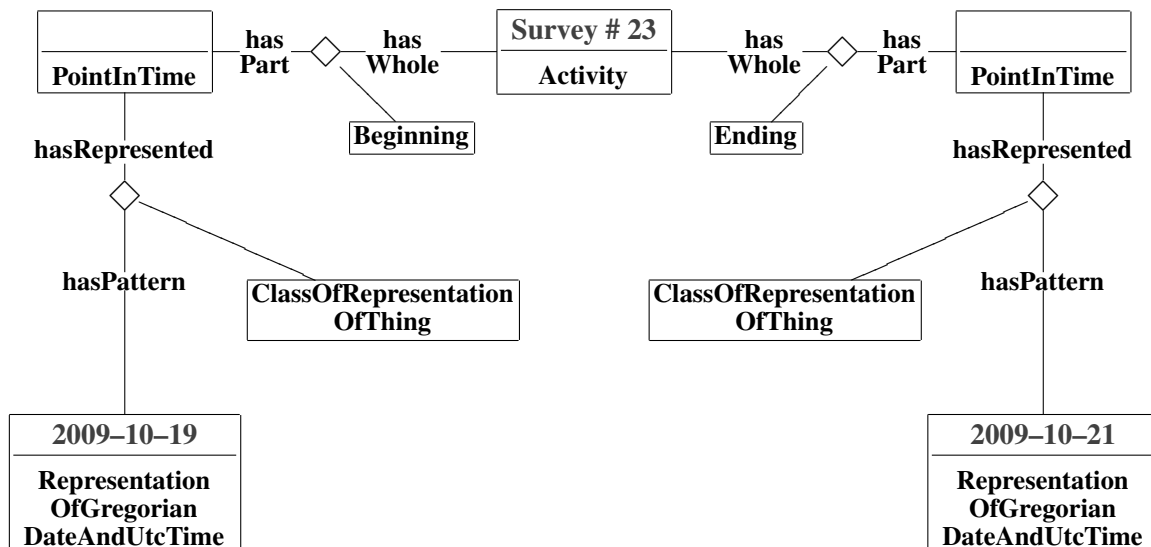 Survey # 23
has
Part
has
Whole
has
Whole
has
Part
PointInTime
Activity
PointInTime
Beginning
Ending
hasRepresented
hasRepresented
hasPattern
hasPattern
ClassOfRepresentation
OfThing
ClassOfRepresentation
OfThing
2009–10–19
Representation
OfGregorian
DateAndUtcTime
2009–10–21
Representation
OfGregorian
DateAndUtcTime